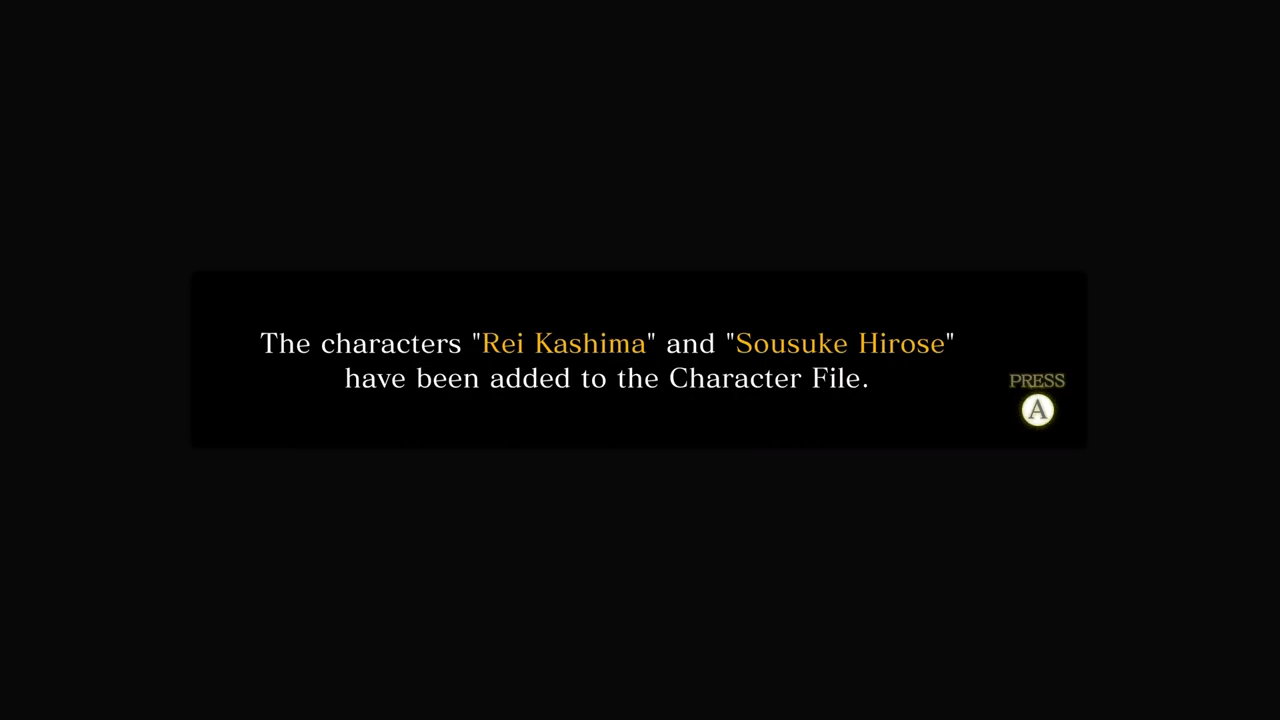 The characters "Rei Kashima" and "Sousuke Hirose"
have been added to the Character File.
PRESS
A